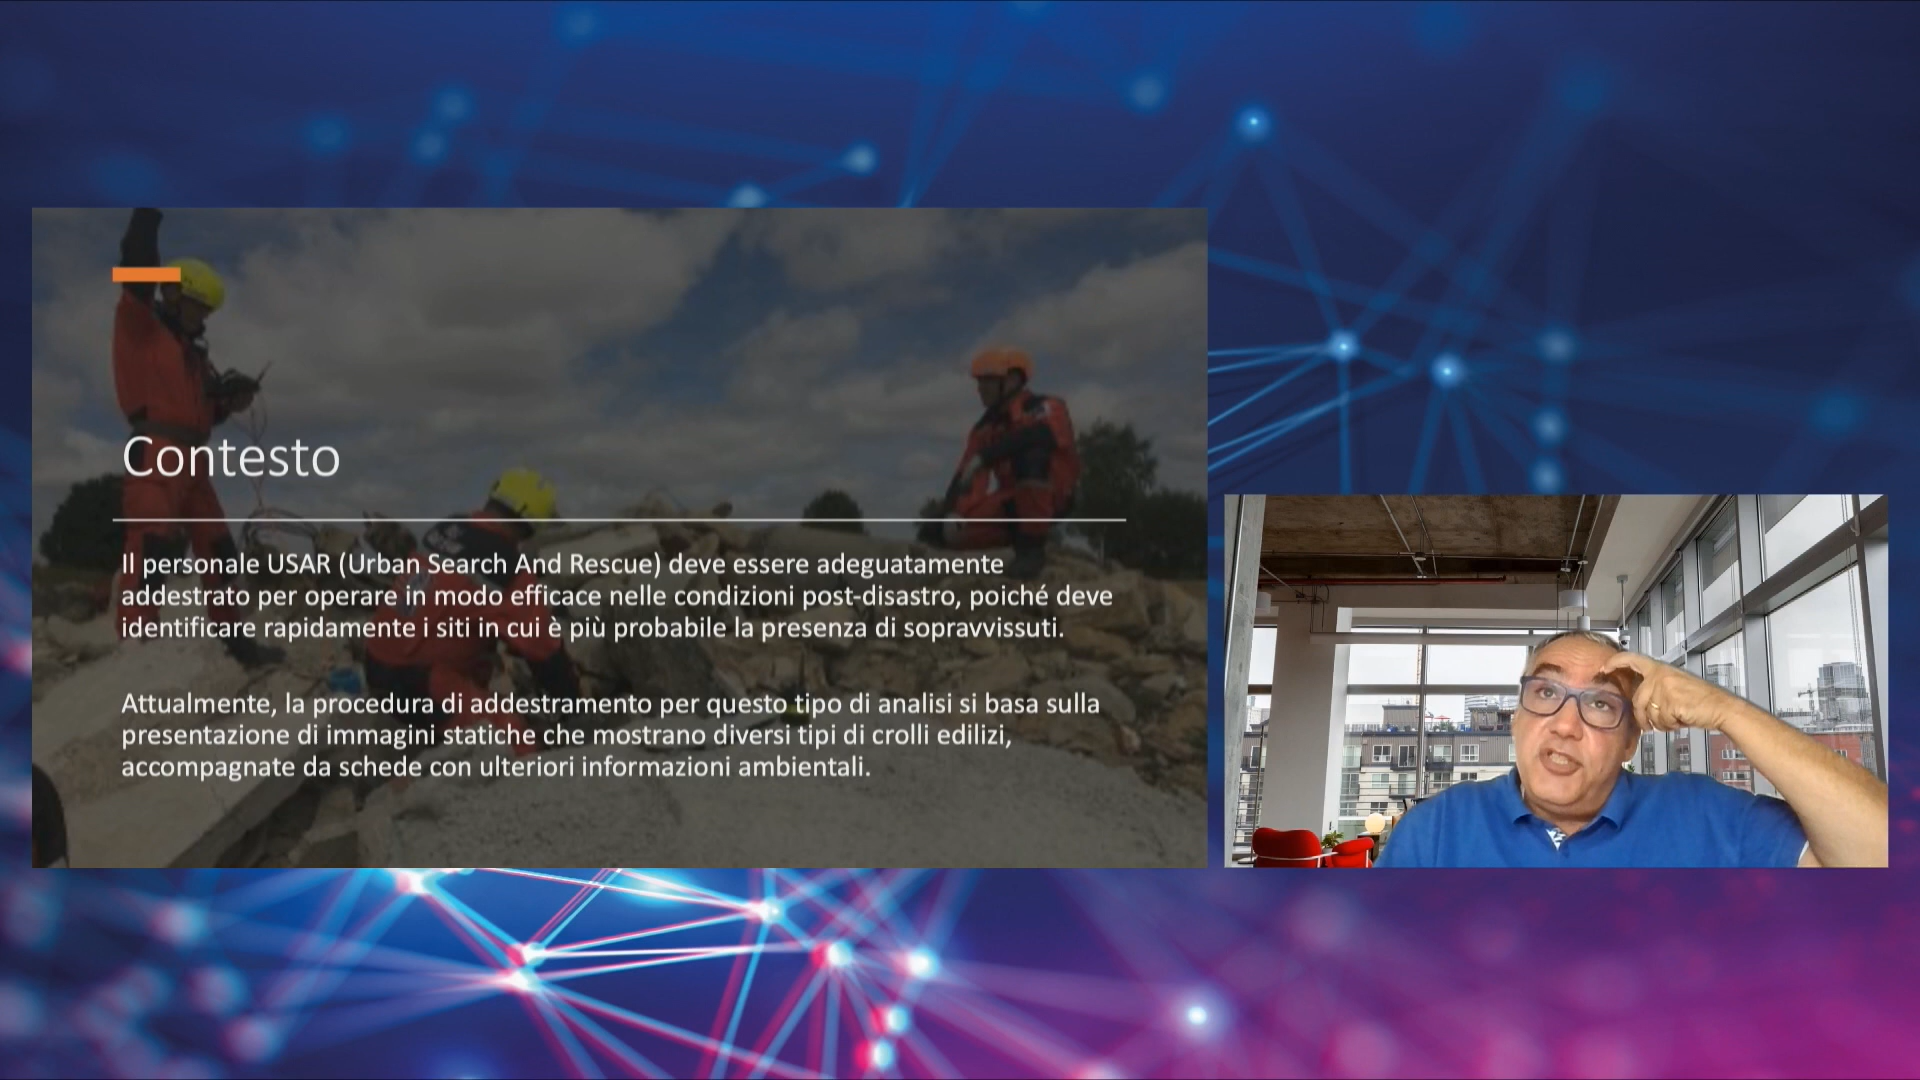 Contesto
Il personale USAR (Urban Search And Rescue) deve essere adeguatamente
addestrato per operare in modo efficace nelle condizioni post-disastro, poiché deve
identificare rapidamente i siti in cui è più probabile la presenza di sopravvissuti.
Attualmente, la procedura di addestramento per questo tipo di analisi si basa sulla
presentazione di immagini statiche che mostrano diversi tipi di crolli edilizi,
accompagnate da schede con ulteriori informazioni ambientali.